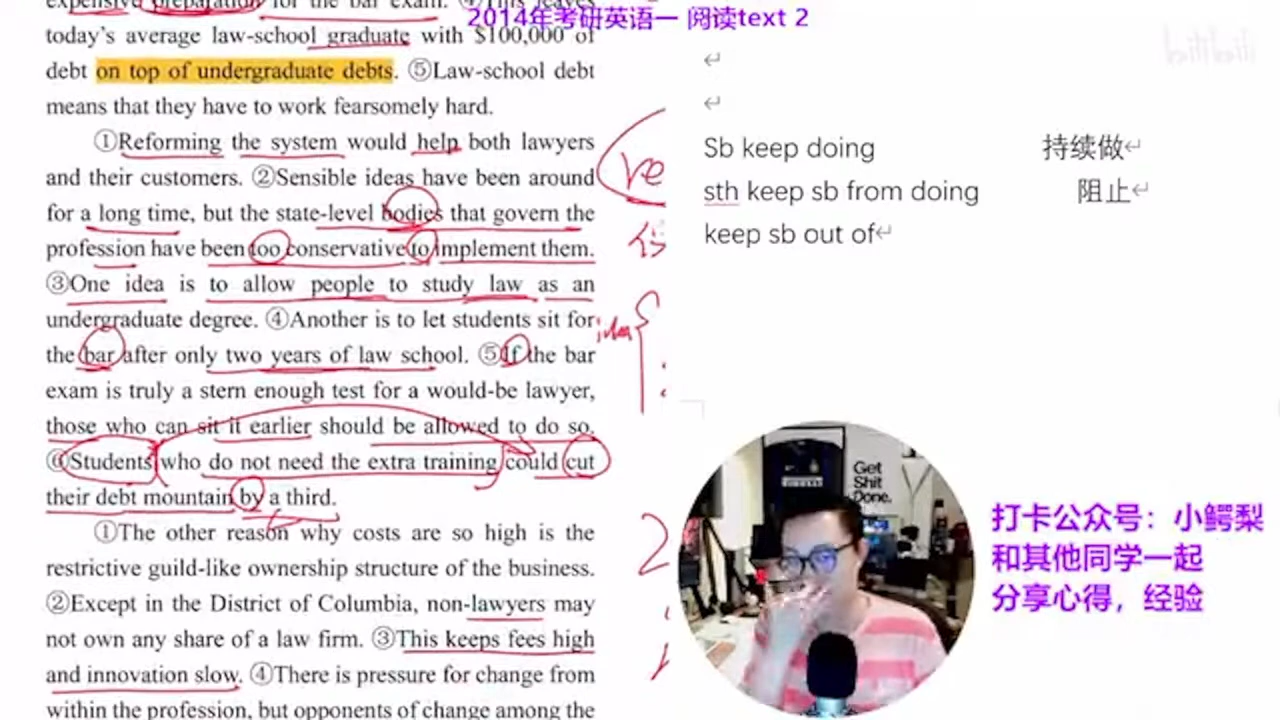 expensive preparation for the bar exam. ④This leaves
2014年考研英语一 阅读text 2
today's average law-school graduate with $100,000 of
debt on top of undergraduate debts. ⑤Law-school debt
means that they have to work fearsomely hard.
①Reforming the system would help both lawyers
and their customers. ②Sensible ideas have been around
for a long time, but the state-level bodies that govern the
profession have been too conservative to implement them.
③One idea is to allow people to study law as an
undergraduate degree. ④Another is to let students sit for
the bar after only two years of law school. ⑤If the bar
exam is truly a stern enough test for a would-be lawyer,
those who can sit it earlier should be allowed to do so.
⑥Students who do not need the extra training could cut
their debt mountain by a third.
①The other reason why costs are so high is the
restrictive guild-like ownership structure of the business.
②Except in the District of Columbia, non-lawyers may
not own any share of a law firm. ③This keeps fees high
and innovation slow. ④There is pressure for change from
within the profession, but opponents of change among the
idea
2
bilibili
Sb keep doing 持续做
sth keep sb from doing 阻止
keep sb out of
Get
Shit
Done.
打卡公众号：小鳄梨
和其他同学一起
分享心得，经验